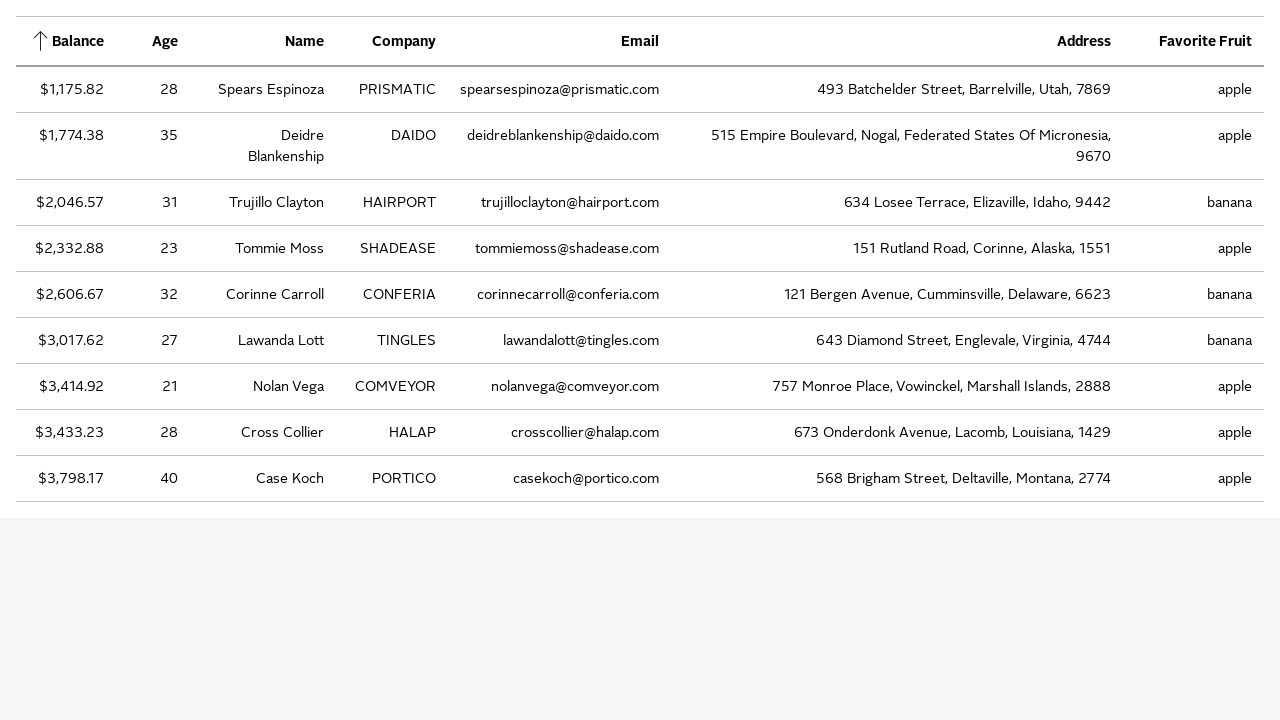 Balance Age Name Company Email Address Favorite Fruit
$1,175.82 28 Spears Espinoza PRISMATIC spearsespinoza@prismatic.com 493 Batchelder Street, Barrelville, Utah, 7869 apple
$1,774.38 35 Deidre DAIDO deidreblankenship@daido.com 515 Empire Boulevard, Nogal, Federated States Of Micronesia, apple
Blankenship 9670
$2,046.57 31 Trujillo Clayton HAIRPORT trujilloclayton@hairport.com 634 Losee Terrace, Elizaville, Idaho, 9442 banana
$2,332.88 23 Tommie Moss SHADEASE tommiemoss@shadease.com 151 Rutland Road, Corinne, Alaska, 1551 apple
$2,606.67 32 Corinne Carroll CONFERIA corinnecarroll@conferia.com 121 Bergen Avenue, Cumminsville, Delaware, 6623 banana
$3,017.62 27 Lawanda Lott TINGLES lawandalott@tingles.com 643 Diamond Street, Englevale, Virginia, 4744 banana
$3,414.92 21 Nolan Vega COMVEYOR nolanvega@comveyor.com 757 Monroe Place, Vowinckel, Marshall Islands, 2888 apple
$3,433.23 28 Cross Collier HALAP crosscollier@halap.com 673 Onderdonk Avenue, Lacomb, Louisiana, 1429 apple
$3,798.17 40 Case Koch PORTICO casekoch@portico.com 568 Brigham Street, Deltaville, Montana, 2774 apple